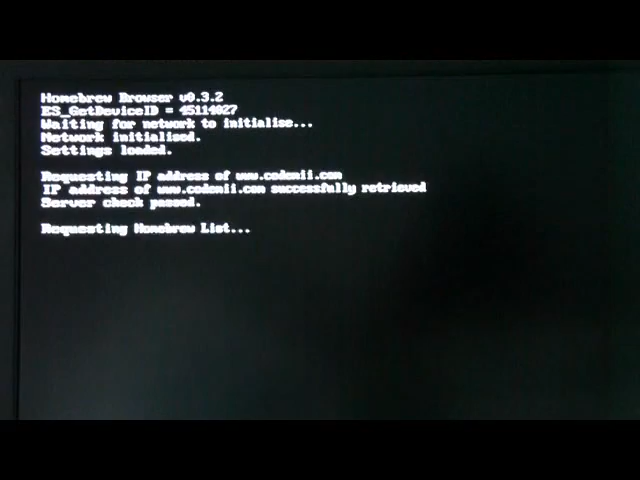 Homebrew Browser v0.3.2
ES_GetDeviceID = 45114027
Waiting for network to initialise...
Network initialised.
Settings loaded.
Requesting IP address of www.codemii.com
IP address of www.codemii.com successfully retrieved
Server check passed.
Requesting Homebrew List...